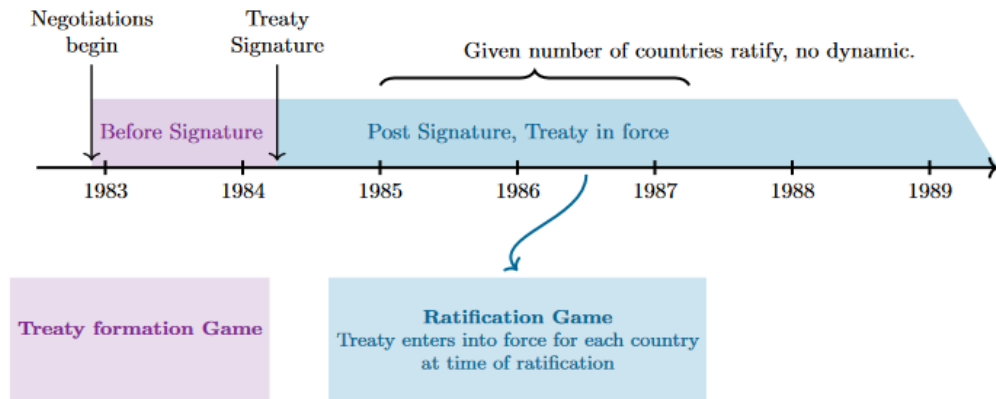 Negotiations
begin
Treaty
Signature
Given number of countries ratify, no dynamic.
Before Signature
Post Signature, Treaty in force
1983
1984
1985
1986
1987
1988
1989
Treaty formation Game
Ratification Game
Treaty enters into force for each country
at time of ratification